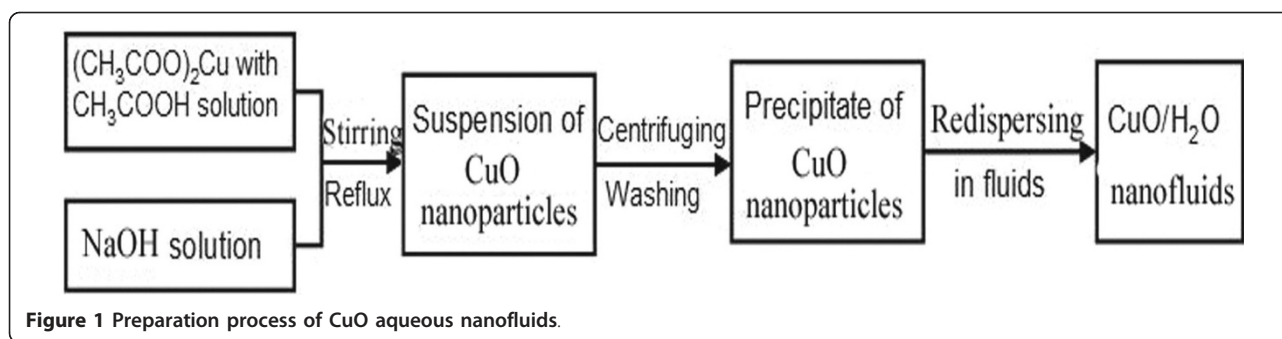 (CH₃COO)₂Cu with
CH₃COOH solution
NaOH solution
Stirring
Reflux
Suspension of
CuO
nanoparticles
Centrifuging
Washing
Precipitate of
CuO
nanoparticles
Redispersing
in fluids
CuO/H₂O
nanofluids
Figure 1 Preparation process of CuO aqueous nanofluids.